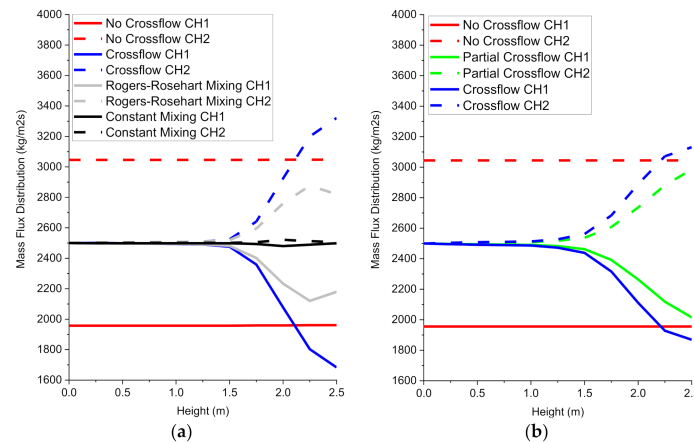 No Crossflow CH1
No Crossflow CH2
Crossflow CH1
Crossflow CH2
Rogers-Rosehart Mixing CH1
Rogers-Rosehart Mixing CH2
Constant Mixing CH1
Constant Mixing CH2
4000
3800
3600
3400
3200
3000
2800
2600
2400
2200
2000
1800
1600
Mass Flux Distribution (kg/m2s)
0.0 0.5 1.0 1.5 2.0 2.5
Height (m)
(a)
No Crossflow CH1
No Crossflow CH2
Partial Crossflow CH1
Partial Crossflow CH2
Crossflow CH1
Crossflow CH2
4000
3800
3600
3400
3200
3000
2800
2600
2400
2200
2000
1800
1600
Mass Flux Distribution (kg/m2s)
0.0 0.5 1.0 1.5 2.0 2.
Height (m)
(b)